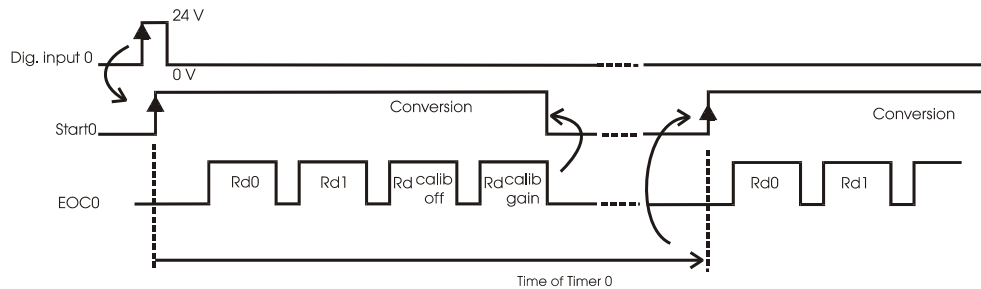 24 V
Dig. input 0
0 V
Conversion
Conversion
Start0
Rd0
Rd1
Rd calib off
Rd calib gain
Rd0
Rd1
EOC0
Time of Timer 0